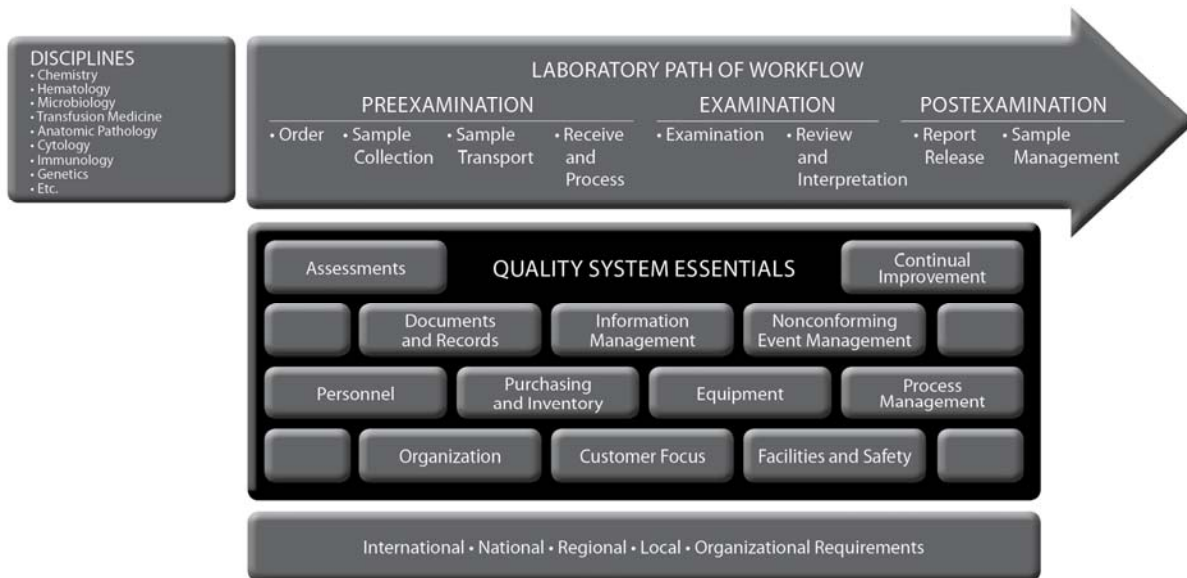 DISCIPLINES
• Chemistry
• Hematology
• Microbiology
• Transfusion Medicine
• Anatomic Pathology
• Cytology
• Immunology
• Genetics
• Etc.
LABORATORY PATH OF WORKFLOW
PREEXAMINATION
• Order
• Sample
Collection
• Sample
Transport
• Receive
and
Process
EXAMINATION
• Examination
• Review
and
Interpretation
POSTEXAMINATION
• Report
Release
• Sample
Management
Assessments
QUALITY SYSTEM ESSENTIALS
Continual
Improvement
Documents
and Records
Information
Management
Nonconforming
Event Management
Personnel
Purchasing
and Inventory
Equipment
Process
Management
Organization
Customer Focus
Facilities and Safety
International • National • Regional • Local • Organizational Requirements